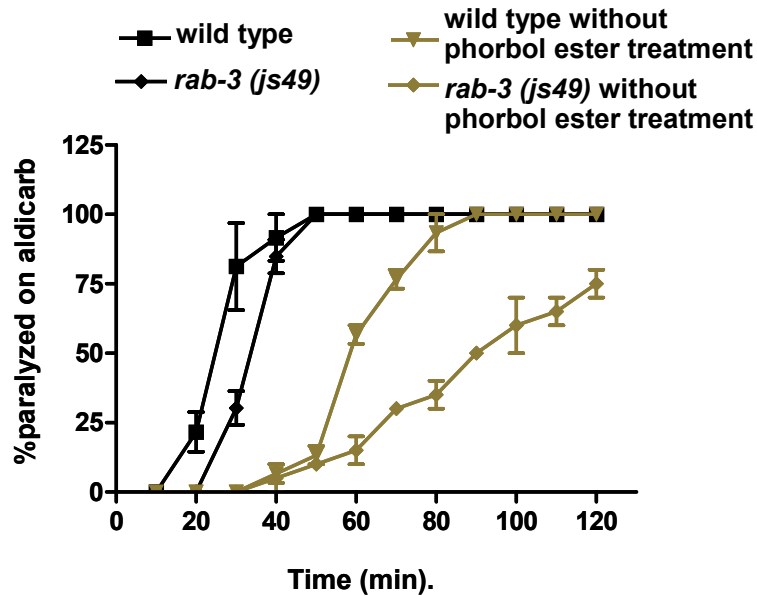 wild type
rab-3 (js49)
wild type without
phorbol ester treatment
rab-3 (js49) without
phorbol ester treatment
%paralyzed on aldicarb
125
100
75
50
25
0
0 20 40 60 80 100 120
Time (min).